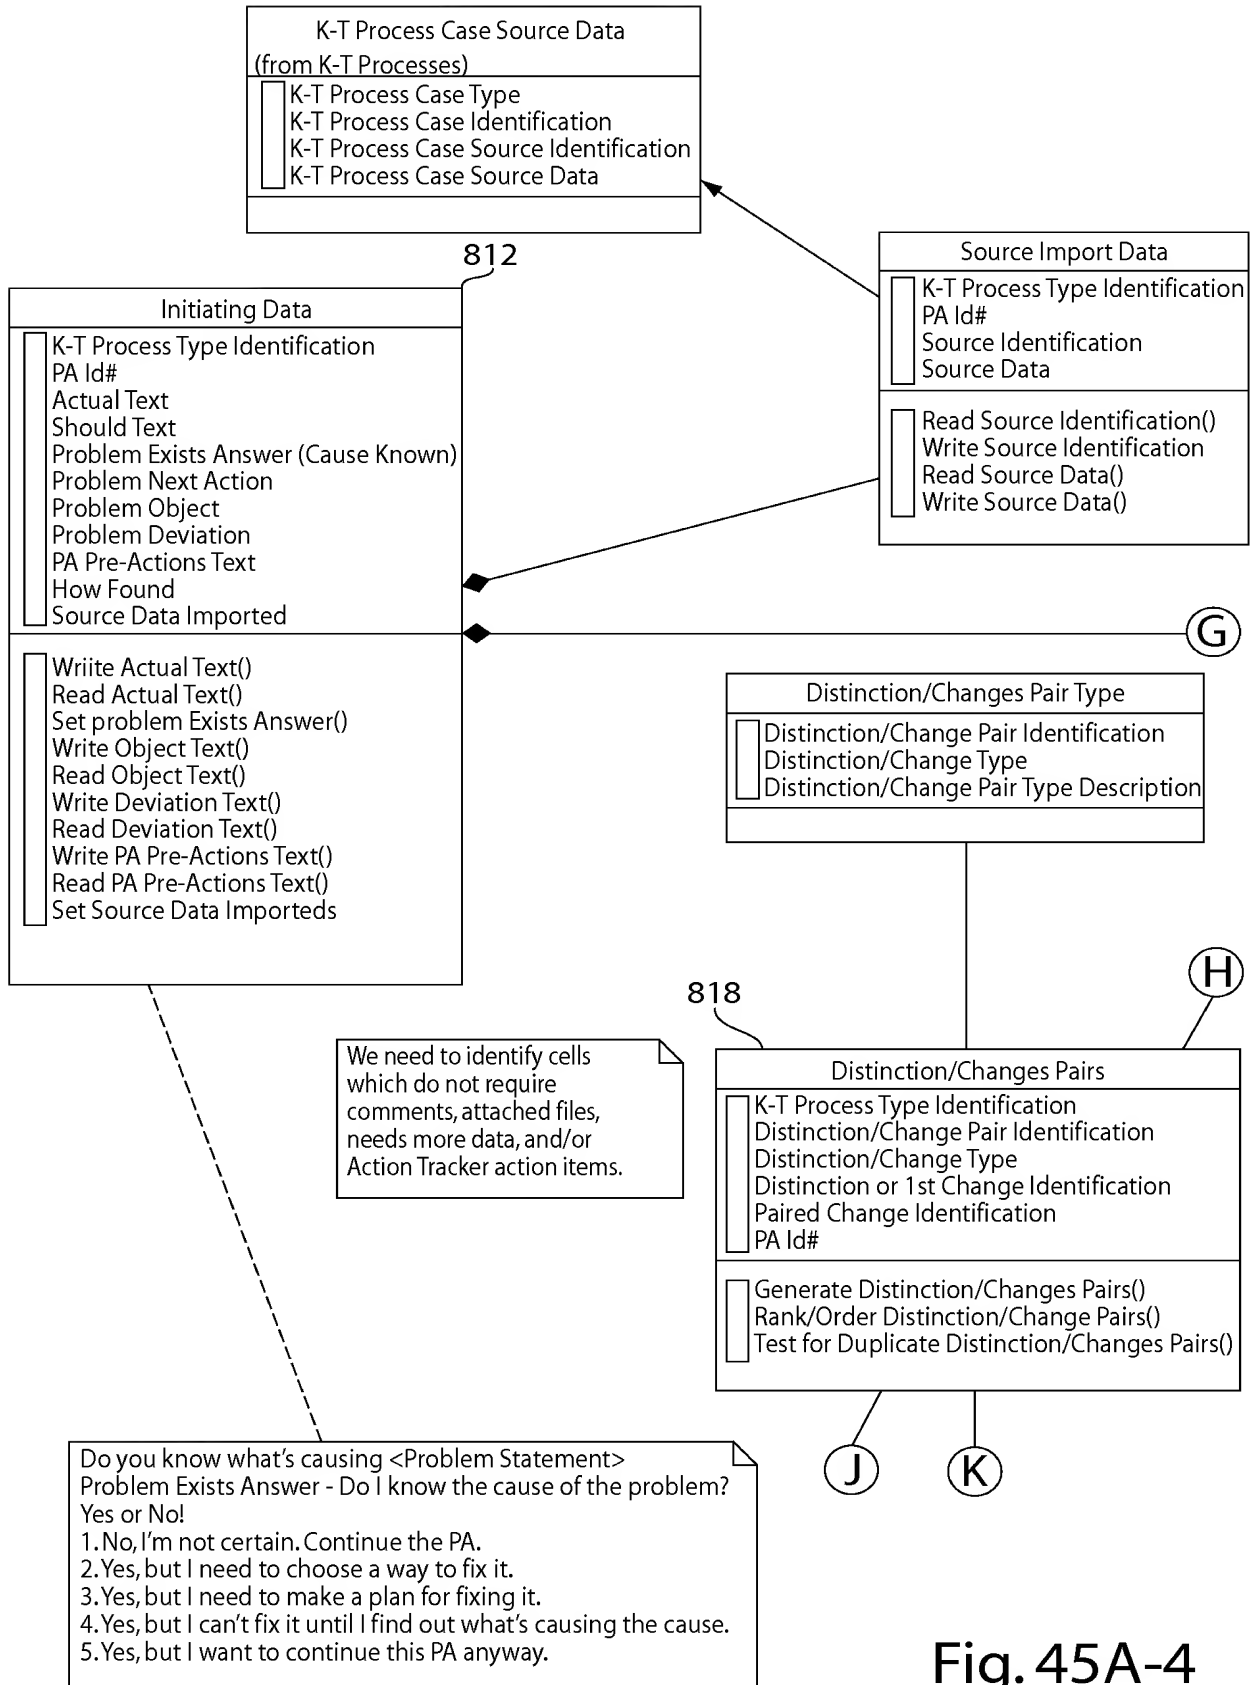 K-T Process Case Source Data
(from K-T Processes)
K-T Process Case Type
K-T Process Case Identification
K-T Process Case Source Identification
K-T Process Case Source Data
812
Source Import Data
K-T Process Type Identification
PA Id#
Source Identification
Source Data
Read Source Identification()
Write Source Identification
Read Source Data()
Write Source Data()
Initiating Data
K-T Process Type Identification
PA Id#
Actual Text
Should Text
Problem Exists Answer (Cause Known)
Problem Next Action
Problem Object
Problem Deviation
PA Pre-Actions Text
How Found
Source Data Imported
Wriite Actual Text()
Read Actual Text()
Set problem Exists Answer()
Write Object Text()
Read Object Text()
Write Deviation Text()
Read Deviation Text()
Write PA Pre-Actions Text()
Read PA Pre-Actions Text()
Set Source Data Importeds
G
Distinction/Changes Pair Type
Distinction/Change Pair Identification
Distinction/Change Type
Distinction/Change Pair Type Description
H
818
We need to identify cells
which do not require
comments, attached files,
needs more data, and/or
Action Tracker action items.
Distinction/Changes Pairs
K-T Process Type Identification
Distinction/Change Pair Identification
Distinction/Change Type
Distinction or 1st Change Identification
Paired Change Identification
PA Id#
Generate Distinction/Changes Pairs()
Rank/Order Distinction/Change Pairs()
Test for Duplicate Distinction/Changes Pairs()
J
K
Do you know what's causing <Problem Statement>
Problem Exists Answer - Do I know the cause of the problem?
Yes or No!
1. No, I'm not certain. Continue the PA.
2. Yes, but I need to choose a way to fix it.
3. Yes, but I need to make a plan for fixing it.
4. Yes, but I can't fix it until I find out what's causing the cause.
5. Yes, but I want to continue this PA anyway.
Fig. 45A-4